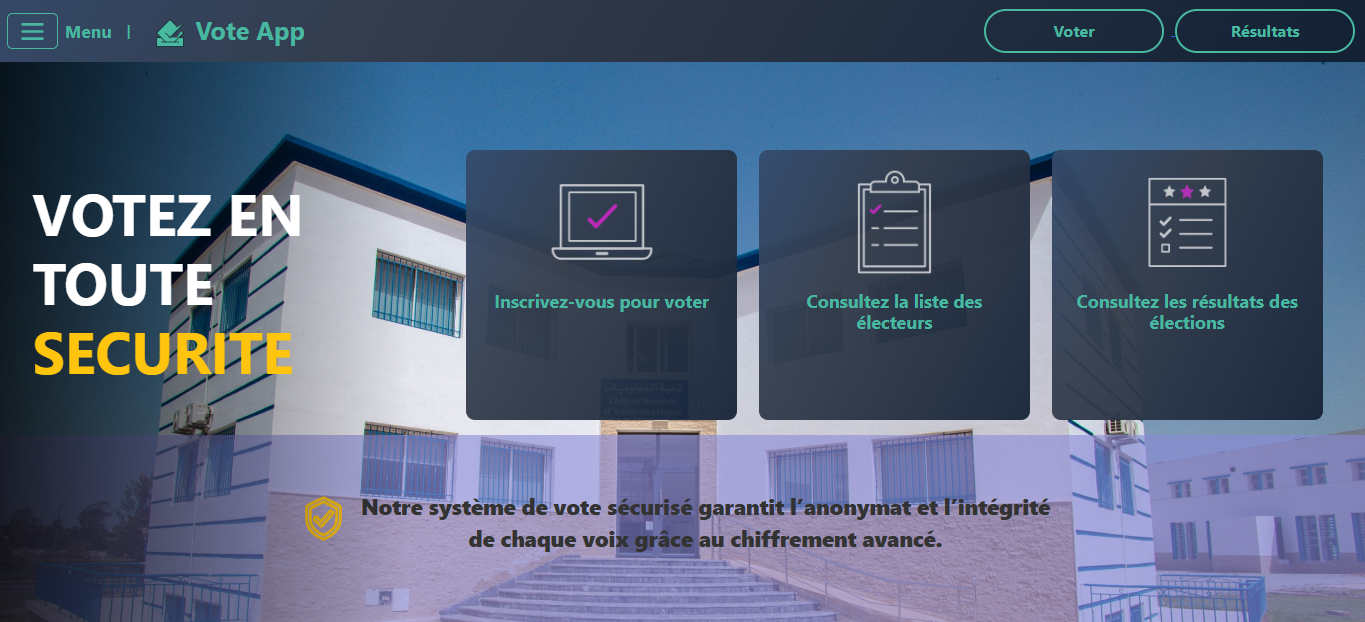 Menu | Vote App
Voter
Résultats
VOTEZ EN
TOUTE
SECURITE
Inscrivez-vous pour voter
Consultez la liste des
électeurs
Consultez les résultats des
élections
Département
d'Informatique
Notre système de vote sécurisé garantit l’anonymat et l’intégrité
de chaque voix grâce au chiffrement avancé.